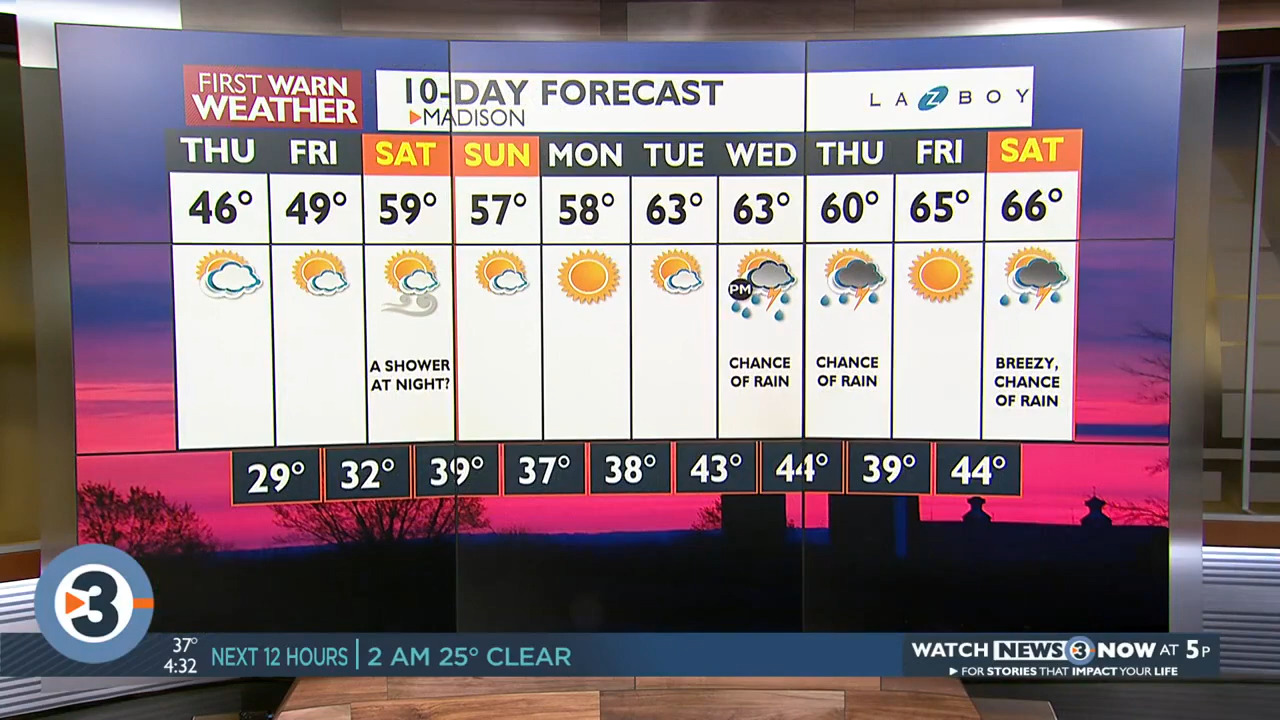 FIRST WARN
WEATHER
10-DAY FORECAST
▶MADISON
LA Z BOY
THU FRI SAT SUN MON TUE WED THU FRI SAT
46° 49° 59° 57° 58° 63° 63° 60° 65° 66°
PM
A SHOWER
AT NIGHT?
CHANCE
OF RAIN
CHANCE
OF RAIN
BREEZY,
CHANCE
OF RAIN
29° 32° 39° 37° 38° 43° 44° 39° 44°
3
37°
4:32
NEXT 12 HOURS | 2 AM 25° CLEAR
WATCH NEWS 3 NOW AT 5P
▶ FOR STORIES THAT IMPACT YOUR LIFE